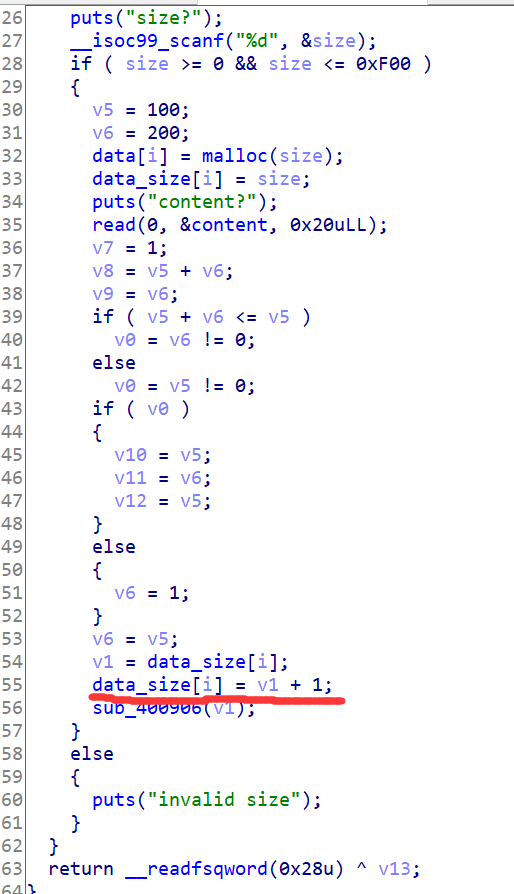 26 puts("size?");
27 __isoc99_scanf("%d", &size);
28 if ( size >= 0 && size <= 0xF00 )
29 {
30 v5 = 100;
31 v6 = 200;
32 data[i] = malloc(size);
33 data_size[i] = size;
34 puts("content?");
35 read(0, &content, 0x20uLL);
36 v7 = 1;
37 v8 = v5 + v6;
38 v9 = v6;
39 if ( v5 + v6 <= v5 )
40 v0 = v6 != 0;
41 else
42 v0 = v5 != 0;
43 if ( v0 )
44 {
45 v10 = v5;
46 v11 = v6;
47 v12 = v5;
48 }
49 else
50 {
51 v6 = 1;
52 }
53 v6 = v5;
54 v1 = data_size[i];
55 data_size[i] = v1 + 1;
56 sub_400906(v1);
57 }
58 else
59 {
60 puts("invalid size");
61 }
62 }
63 return __readfsqword(0x28u) ^ v13;
64 }